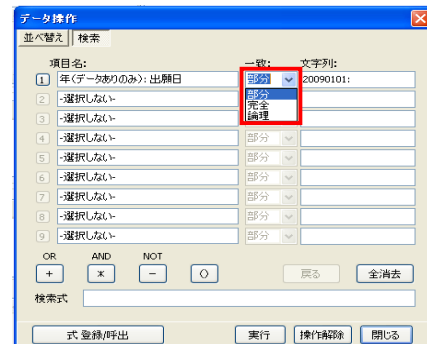 データ操作
並べ替え 検索
項目名: 一致: 文字列:
1 年(データありのみ): 出願日 部分 20090101:
2 -選択しない- 部分
完全
3 -選択しない- 論理
4 -選択しない- 部分
5 -選択しない- 部分
6 -選択しない- 部分
7 -選択しない- 部分
8 -選択しない- 部分
9 -選択しない- 部分
OR AND NOT
+ * - () 戻る 全消去
検索式
式 登録/呼出 実行 操作解除 閉じる